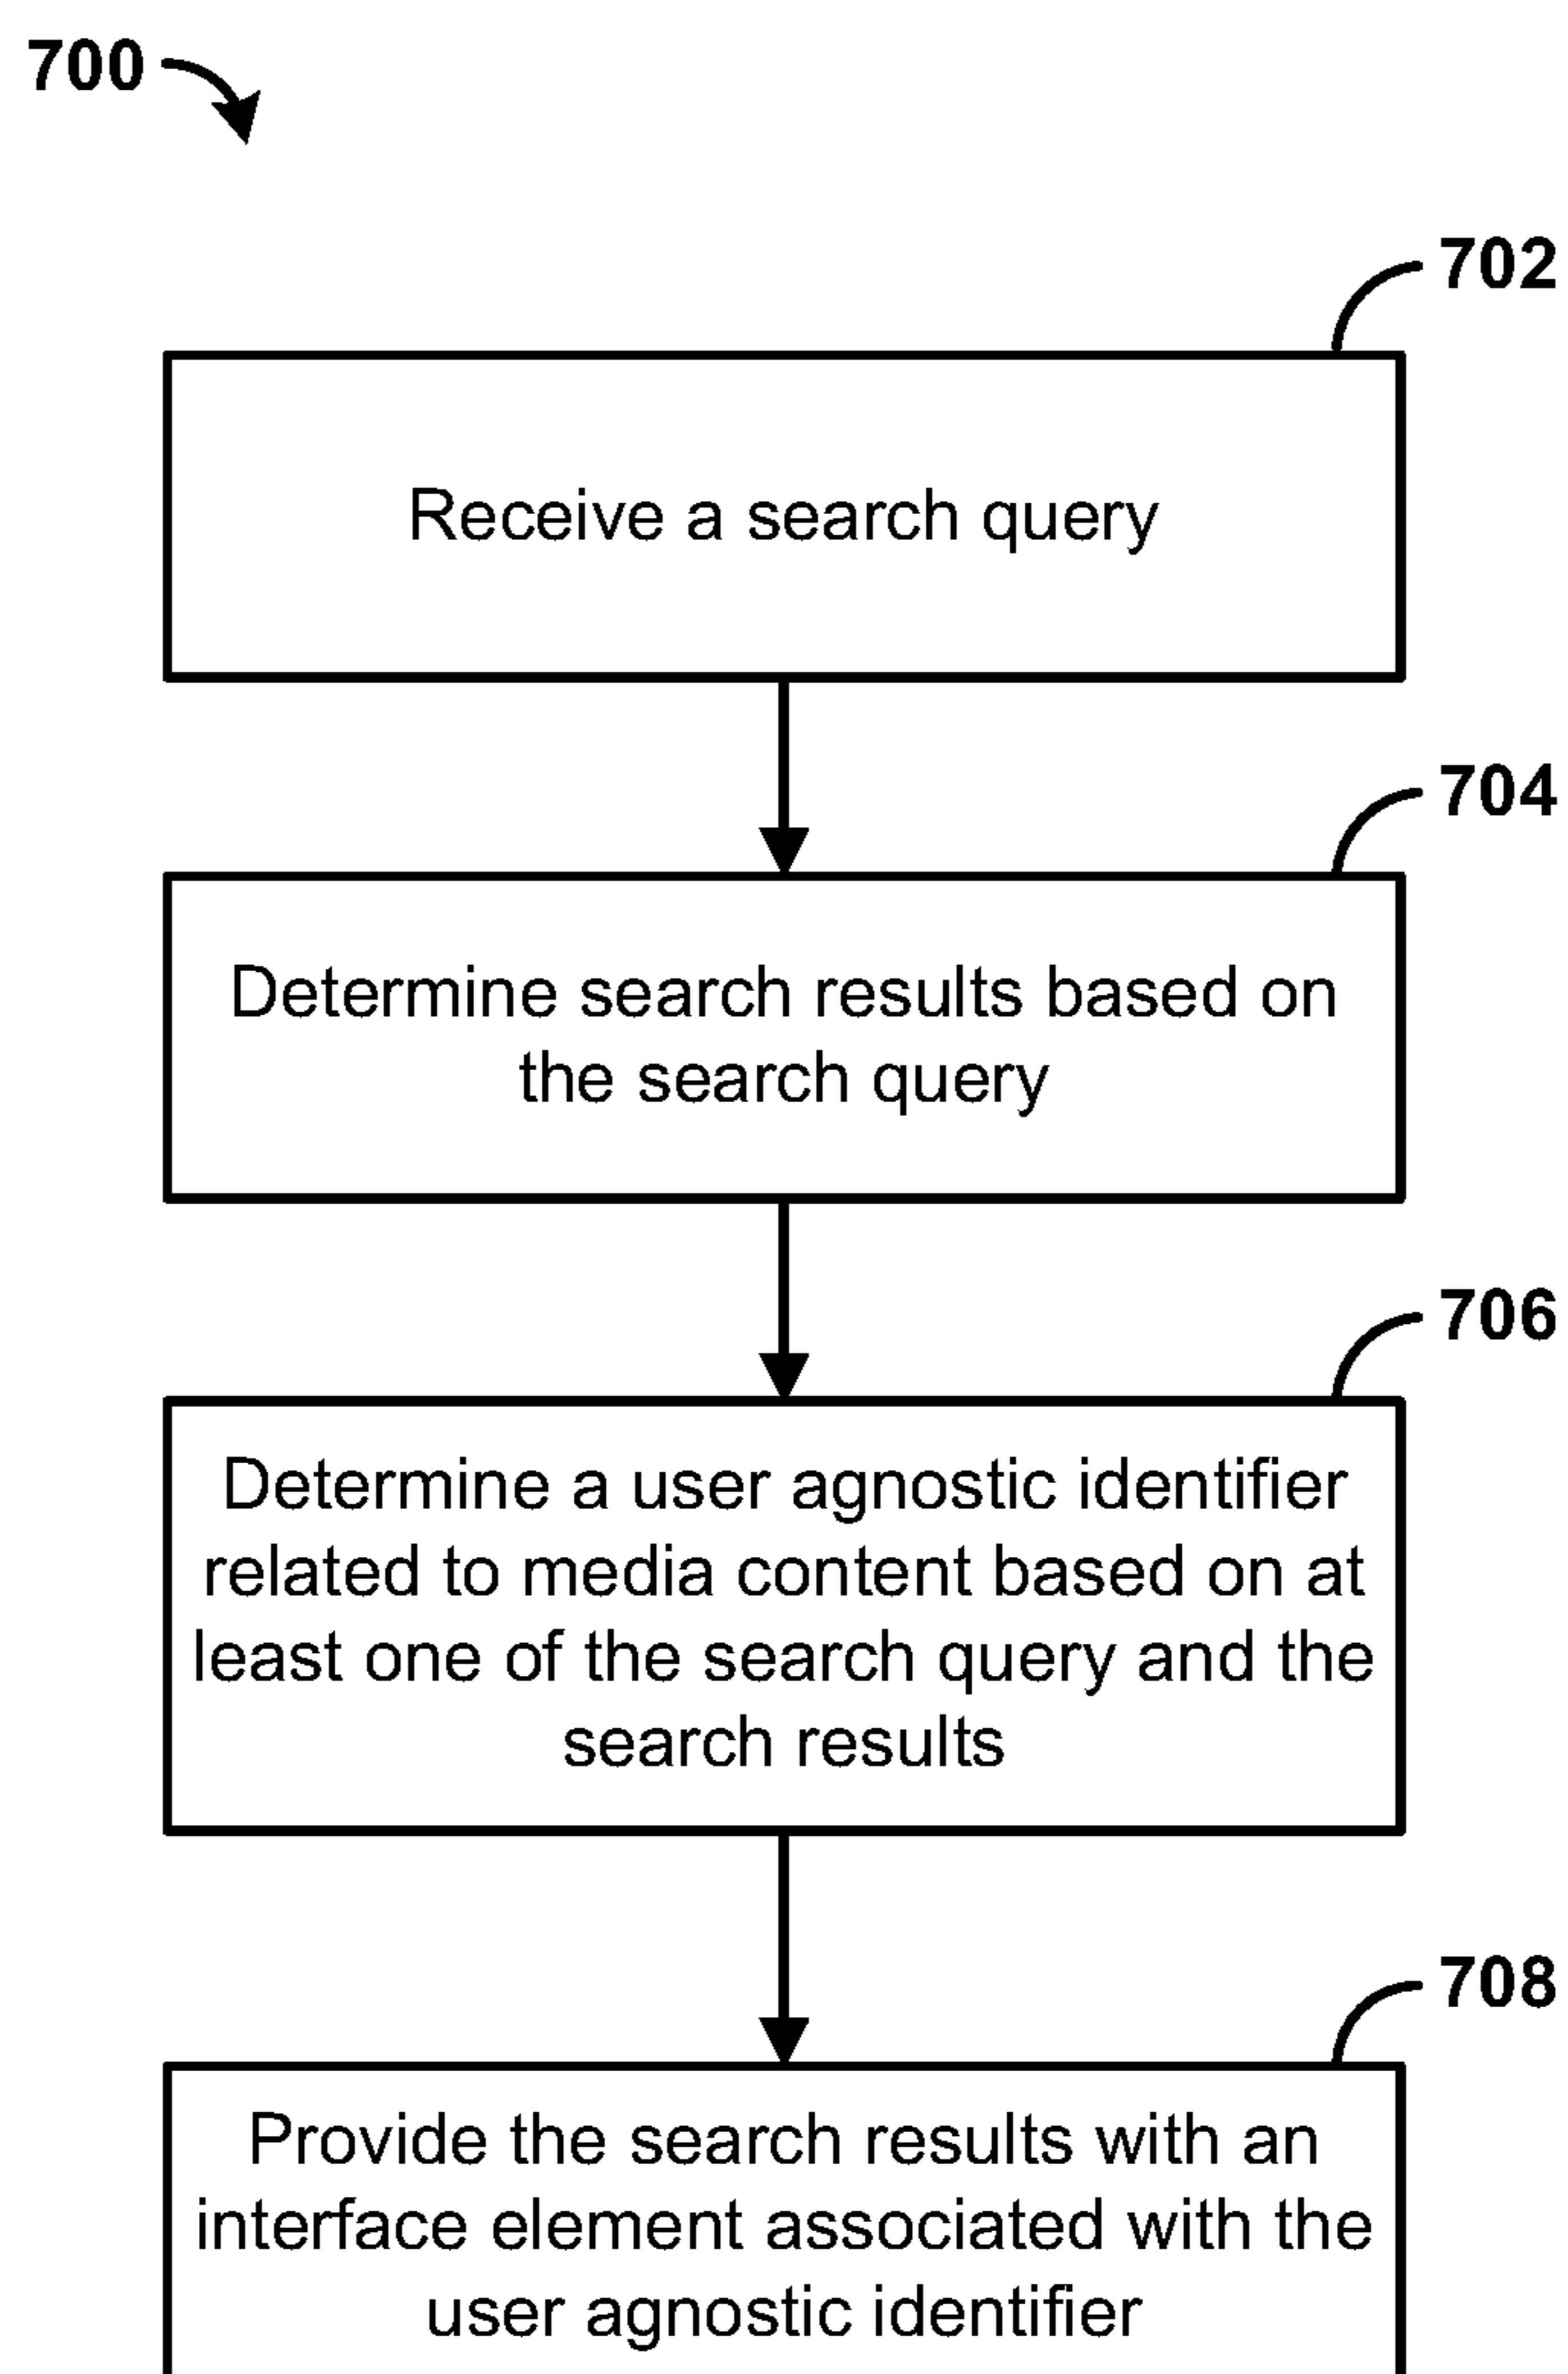 700
702
Receive a search query
704
Determine search results based on
the search query
706
Determine a user agnostic identifier
related to media content based on at
least one of the search query and the
search results
708
Provide the search results with an
interface element associated with the
user agnostic identifier